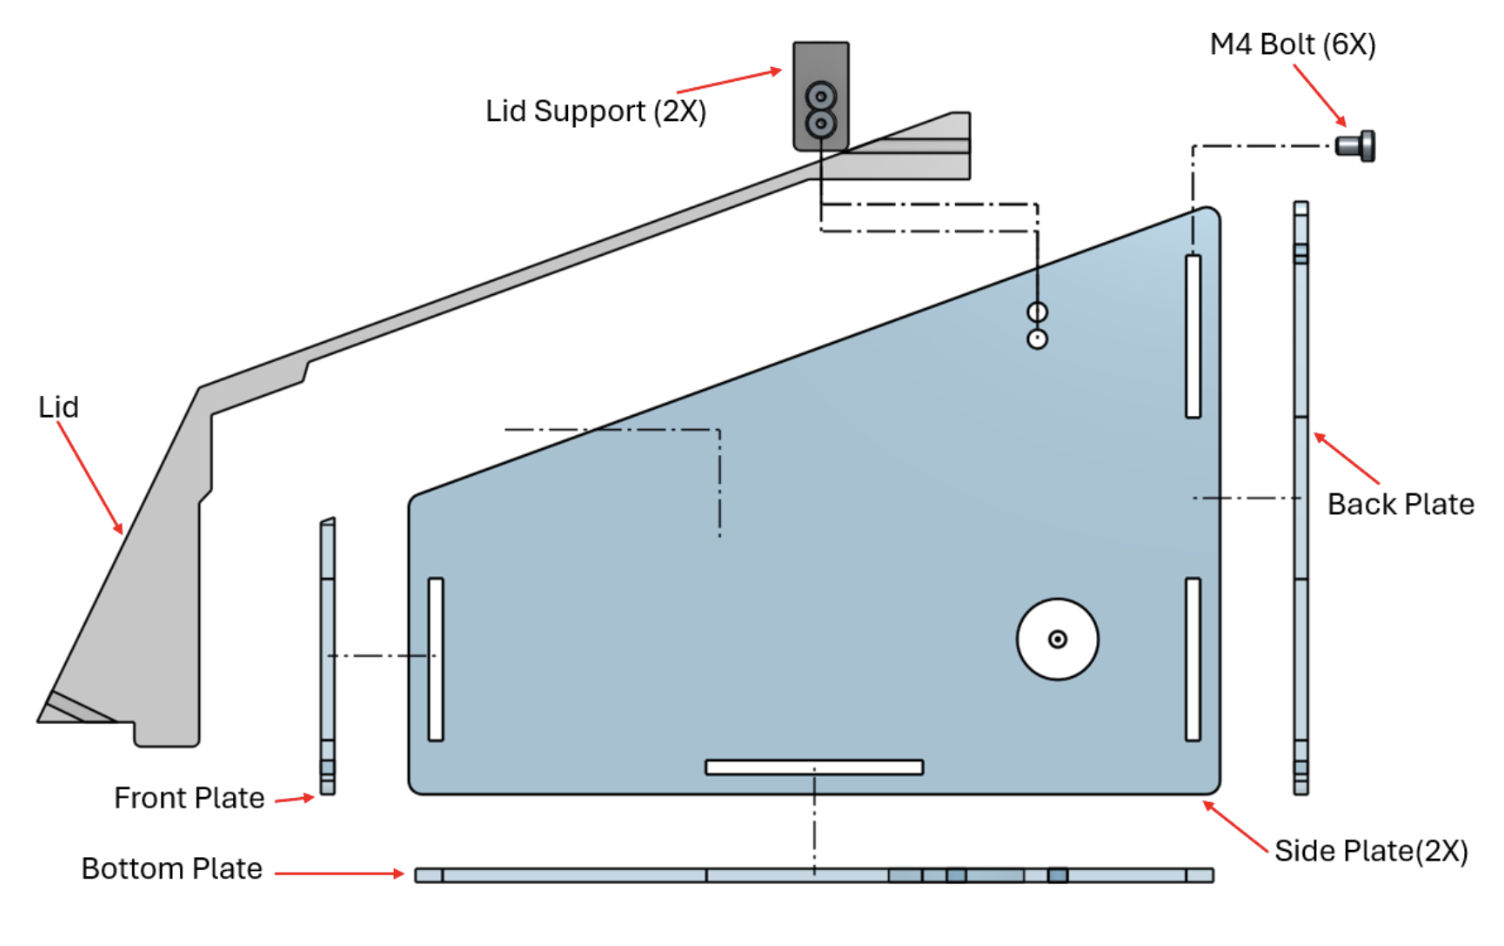 M4 Bolt (6X)
Lid Support (2X)
Lid
Back Plate
Front Plate
Side Plate(2X)
Bottom Plate